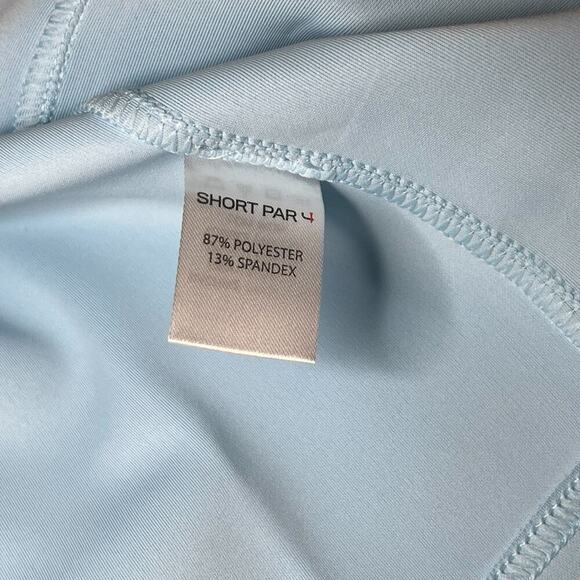 SHORT PAR 4
87% POLYESTER
13% SPANDEX